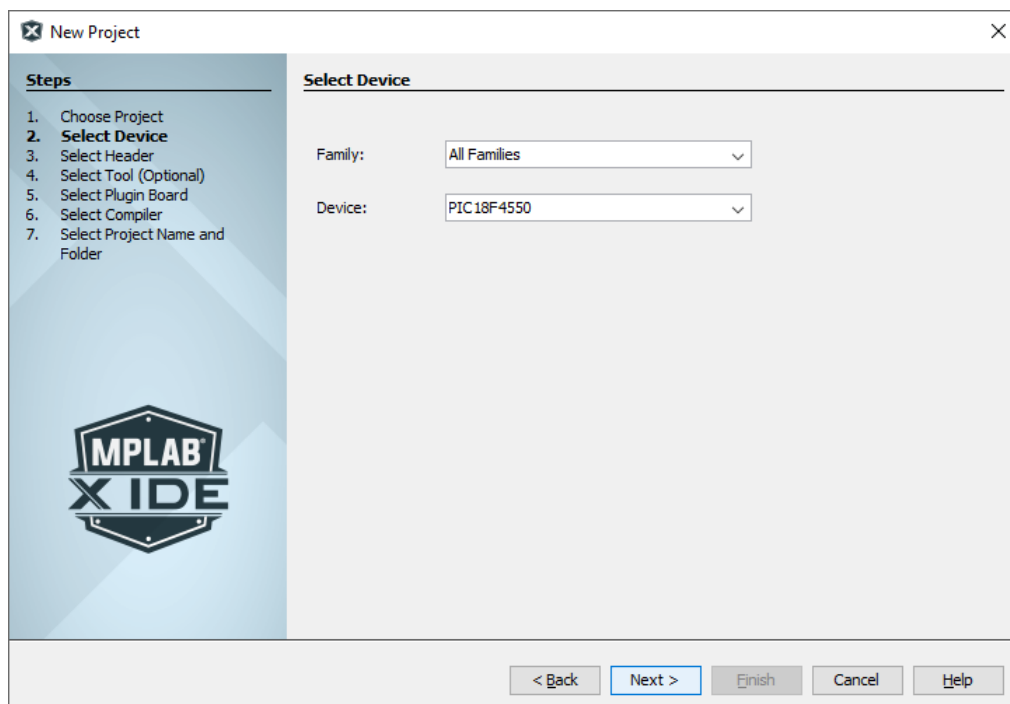 New Project
Steps
1. Choose Project
2. Select Device
3. Select Header
4. Select Tool (Optional)
5. Select Plugin Board
6. Select Compiler
7. Select Project Name and
Folder
MPLAB®
X IDE
Select Device
Family: All Families
Device: PIC18F4550
< Back Next > Finish Cancel Help